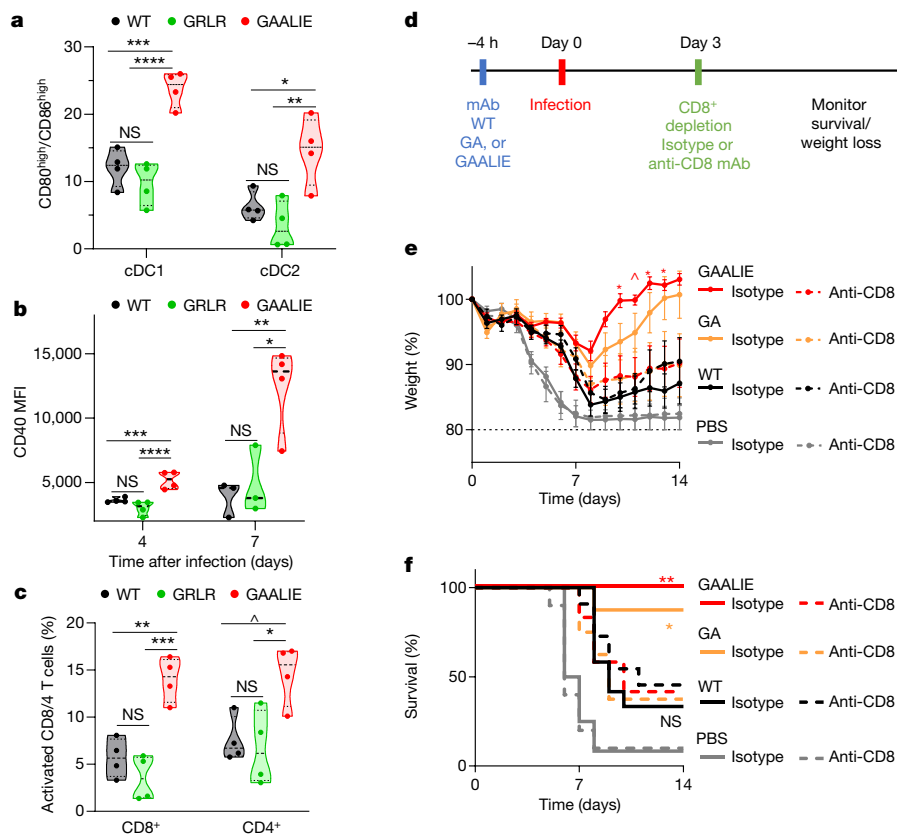 a
WT GRLR GAALIE
CD80high/CD86high
30
20
10
0
***
****
NS
*
**
NS
cDC1 cDC2
b
WT GRLR GAALIE
CD40 MFI
15,000
10,000
5,000
***
****
NS
**
*
NS
4 7
Time after infection (days)
c
WT GRLR GAALIE
Activated CD8/4 T cells (%)
20
15
10
5
0
**
***
NS
^
*
NS
CD8+ CD4+
d
–4 h Day 0 Day 3
mAb
WT
GA, or
GAALIE
Infection
CD8+
depletion
Isotype or
anti-CD8 mAb
Monitor
survival/
weight loss
e
Weight (%)
100
90
80
* ^ * *
0 7 14
Time (days)
GAALIE
Isotype Anti-CD8
GA
Isotype Anti-CD8
WT
Isotype Anti-CD8
PBS
Isotype Anti-CD8
f
Survival (%)
100
50
0
**
*
NS
0 7 14
Time (days)
GAALIE
Isotype Anti-CD8
GA
Isotype Anti-CD8
WT
Isotype Anti-CD8
PBS
Isotype Anti-CD8